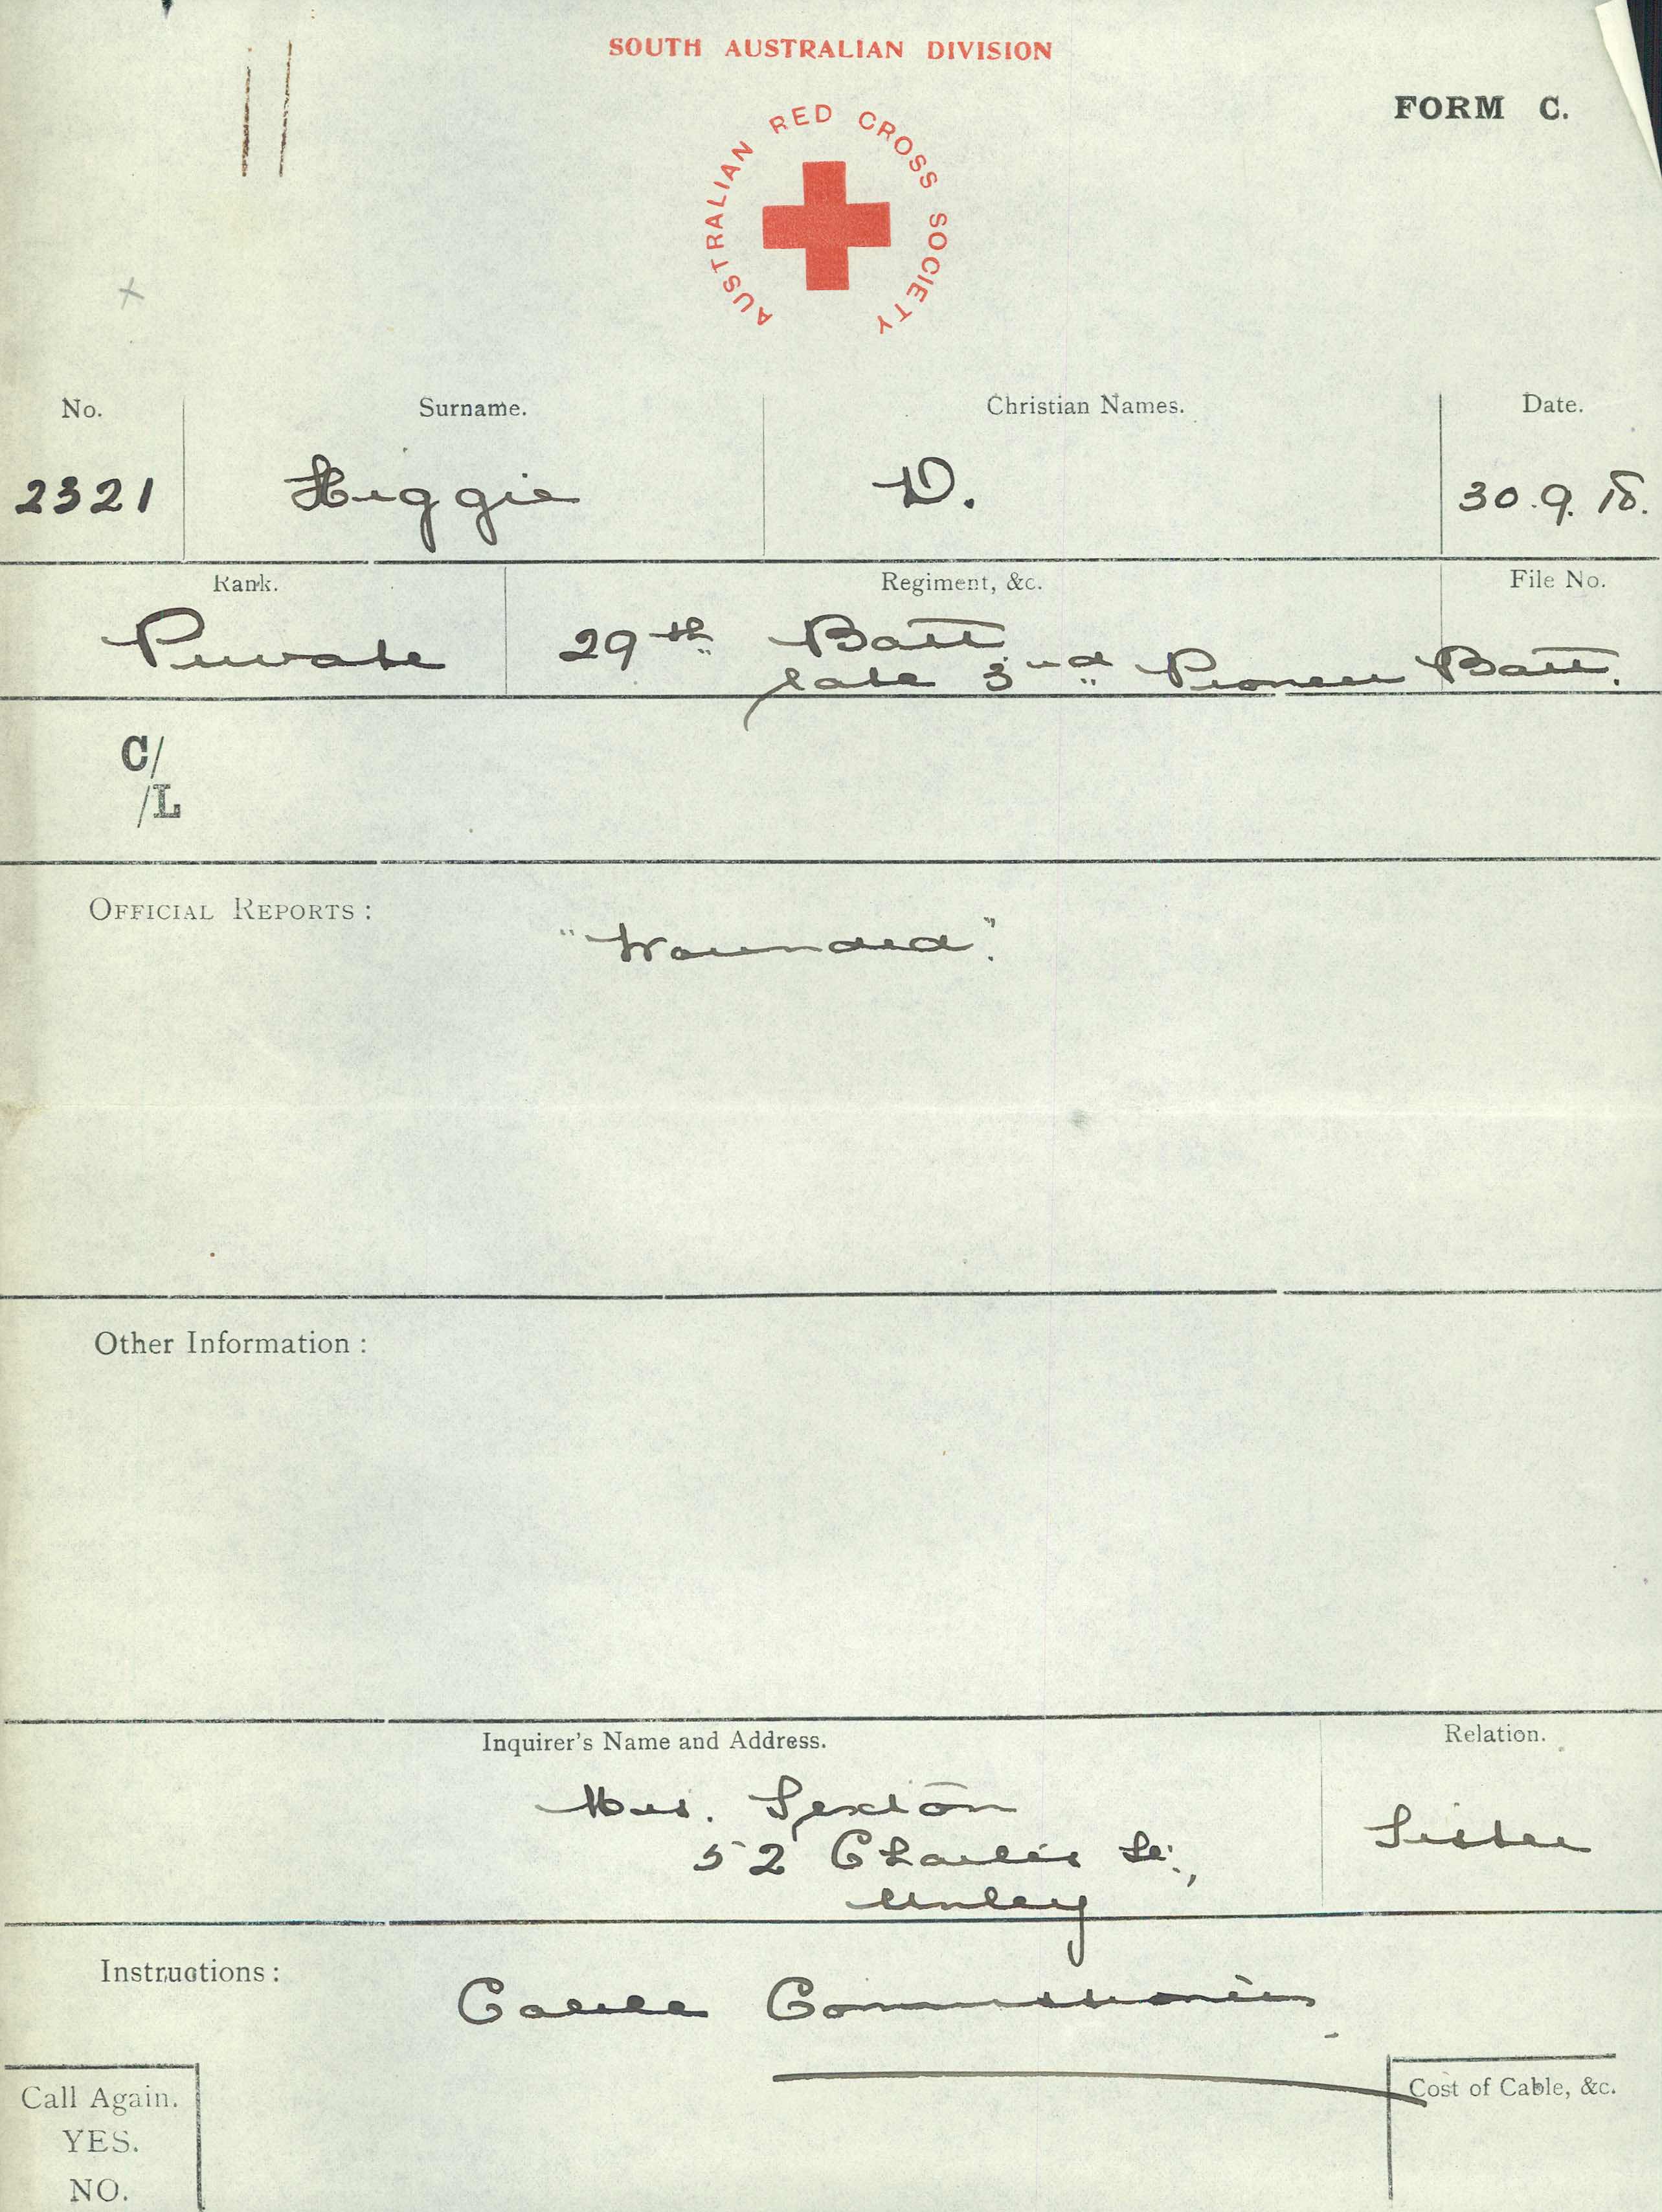 SOUTH AUSTRALIAN DIVISION
FORM C.
AUSTRALIAN RED CROSS SOCIETY
No. Surname. Christian Names. Date.
2321 Heggie D. 30.9.18.
Rank. Regiment, &c. File No.
Private 29th Batt
late 3rd Pioneer Batt.
C/
/L
OFFICIAL REPORTS:
"Wounded".
Other Information:
Inquirer's Name and Address. Relation.
Mrs. Sexton
52 Charles St., Sister
Unley
Instructions:
Cable Commissioners
Call Again. Cost of Cable, &c.
YES.
NO.